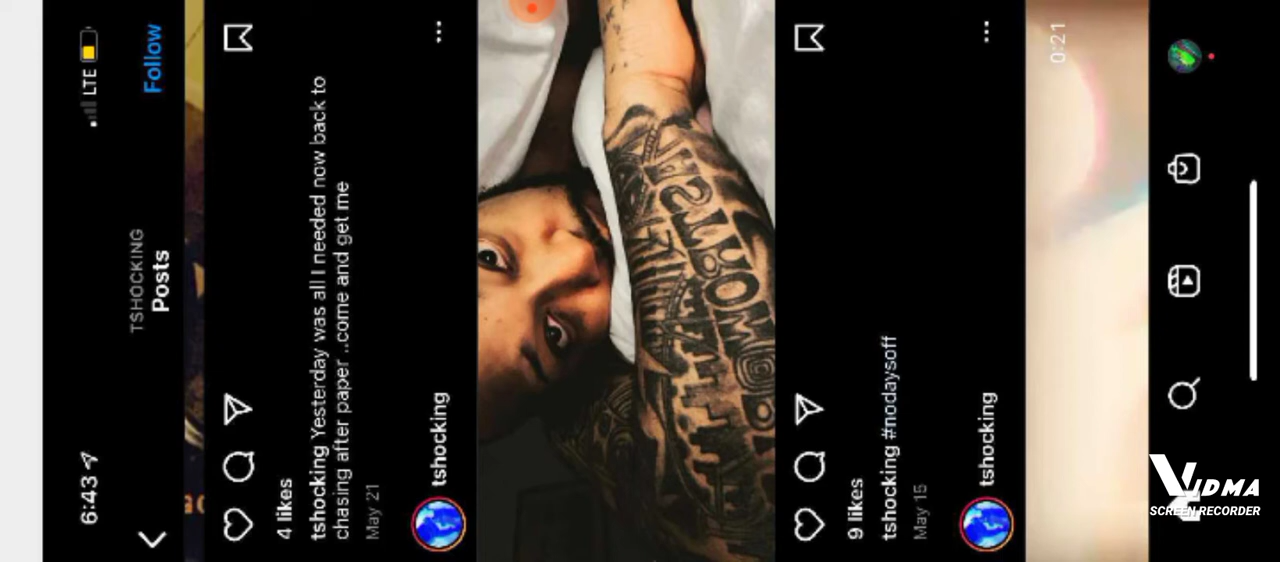 6:43
LTE
TSHOCKING
Posts
Follow
4 likes
tshocking Yesterday was all I needed now back to
chasing after paper ..come and get me
May 21
tshocking
9 likes
tshocking #nodaysoff
May 15
tshocking
0:21
VIDMA
SCREEN RECORDER